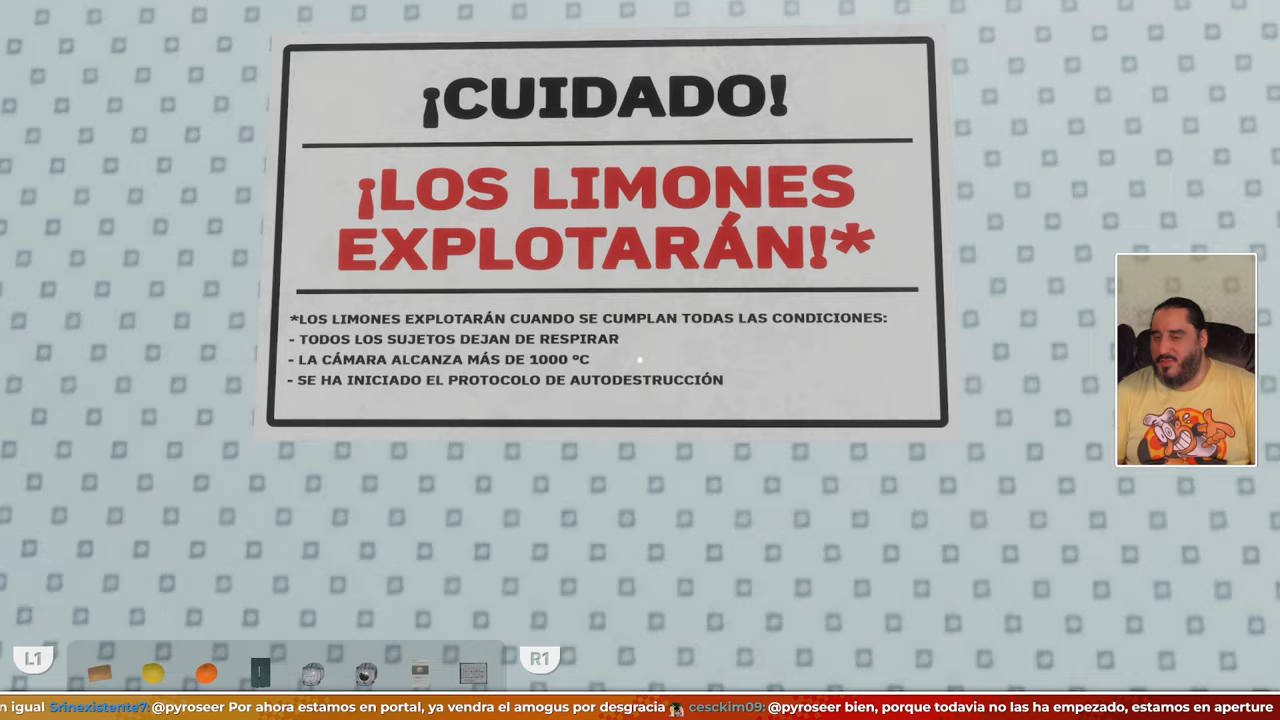 ¡CUIDADO!
¡LOS LIMONES
EXPLOTARÁN!*
*LOS LIMONES EXPLOTARÁN CUANDO SE CUMPLAN TODAS LAS CONDICIONES:
- TODOS LOS SUJETOS DEJAN DE RESPIRAR
- LA CÁMARA ALCANZA MÁS DE 1000 ºC
- SE HA INICIADO EL PROTOCOLO DE AUTODESTRUCCIÓN
L1
R1
n igual Srinexistente7: @pyroseer Por ahora estamos en portal, ya vendra el amogus por desgracia cesckim09: @pyroseer bien, porque todavia no las ha empezado, estamos en aperture